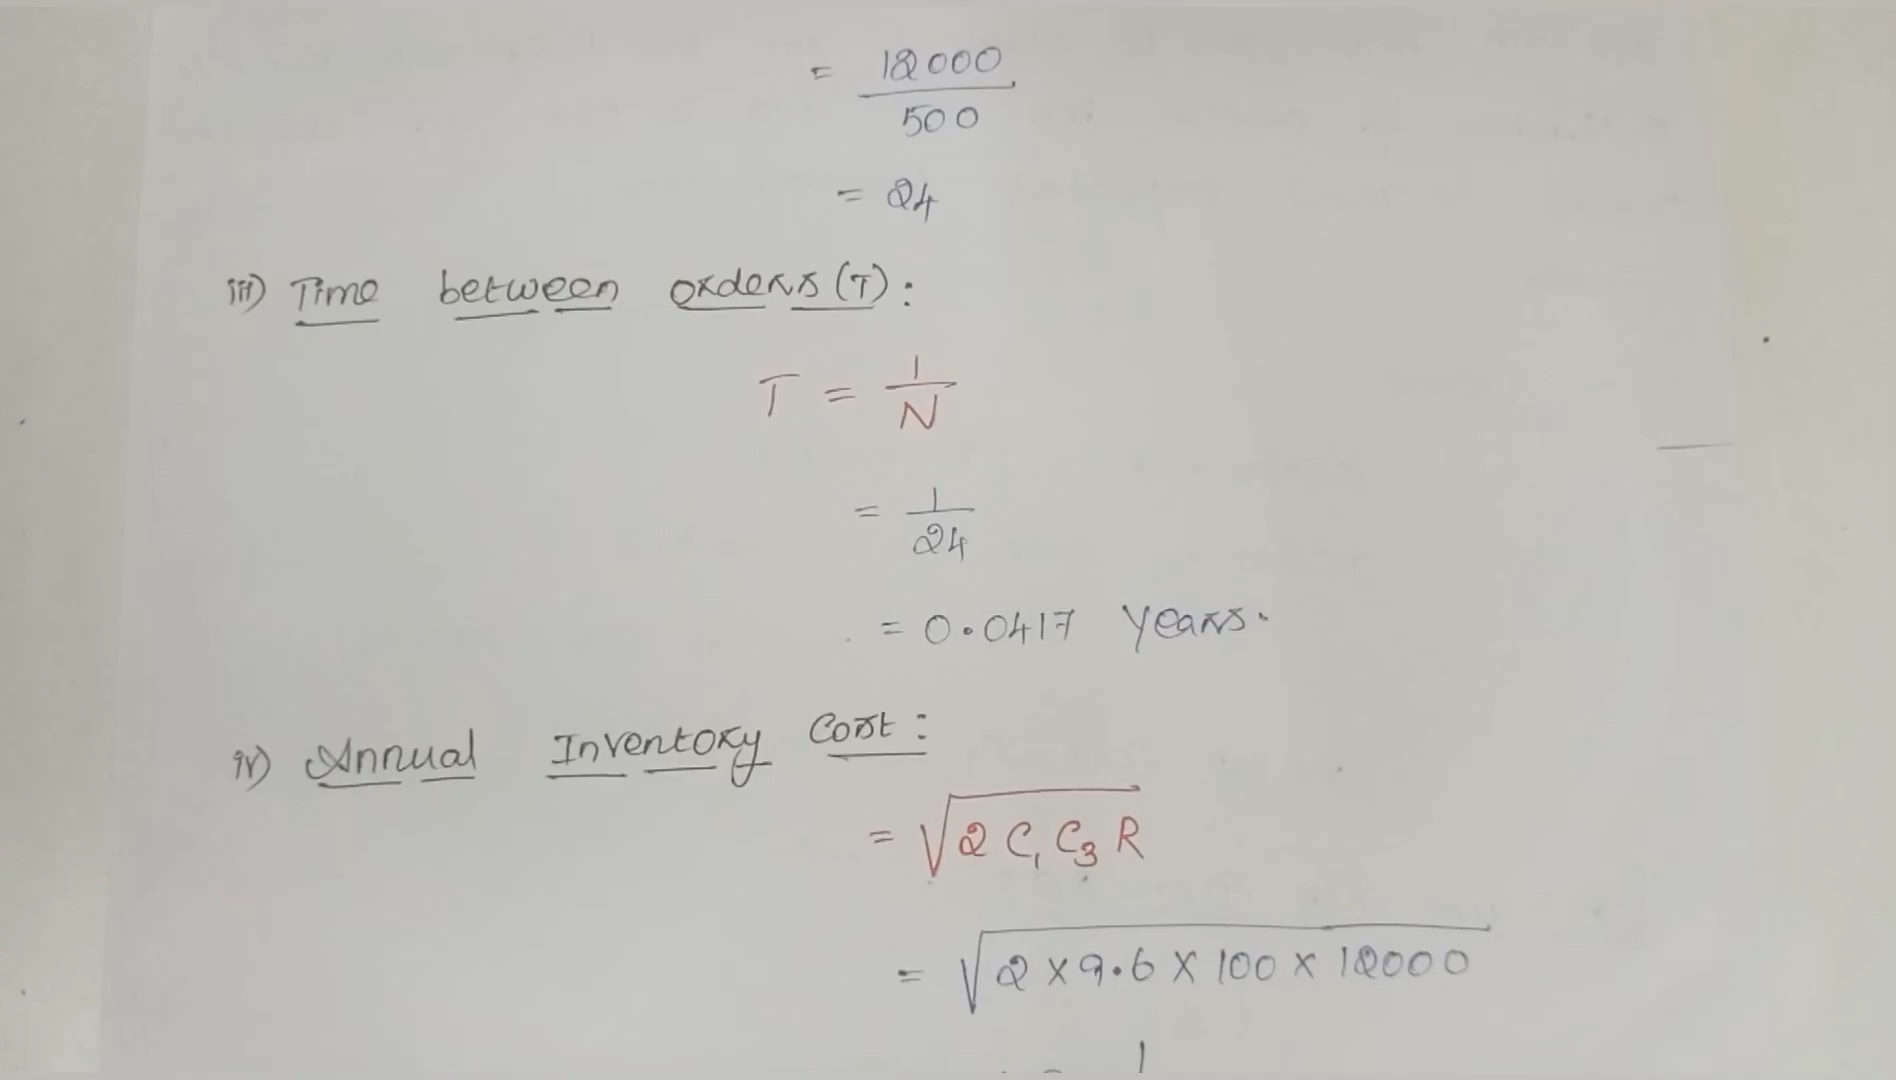 = 12000 / 500
= 24
iii) Time between orders (T):
T = 1 / N
= 1 / 24
= 0.0417 Years.
iv) Annual Inventory Cost:
= √2 C₁ C₃ R
= √2 × 9.6 × 100 × 12000